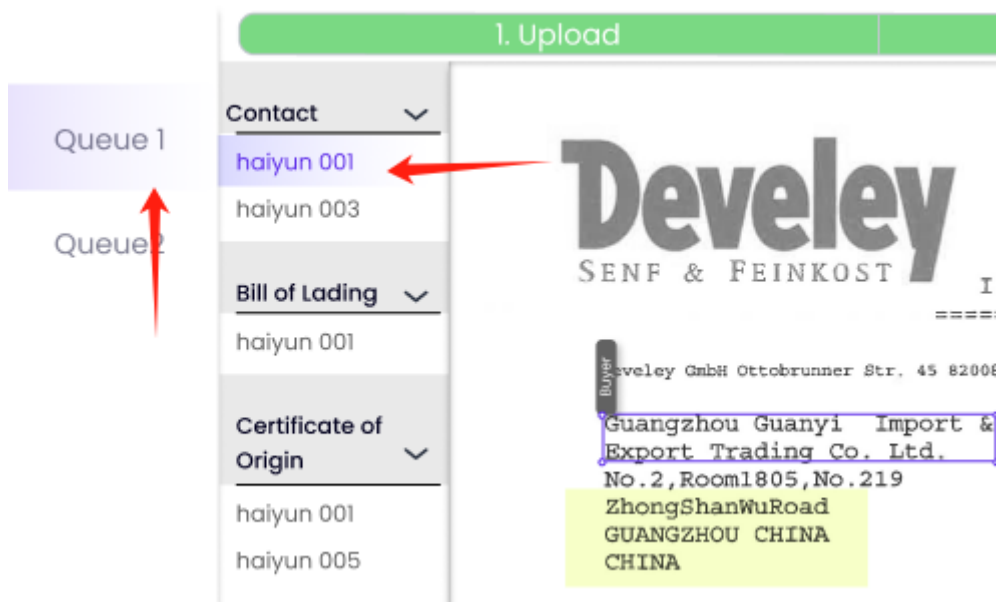 1. Upload
Queue 1
Queue 2
Contact
haiyun 001
haiyun 003
Bill of Lading
haiyun 001
Certificate of
Origin
haiyun 001
haiyun 005
Develey
SENF & FEINKOST
I
=====
Buyer
eveley GmbH Ottobrunner Str. 45 82008
Guangzhou Guanyi Import &
Export Trading Co. Ltd.
No.2,Room1805,No.219
ZhongShanWuRoad
GUANGZHOU CHINA
CHINA